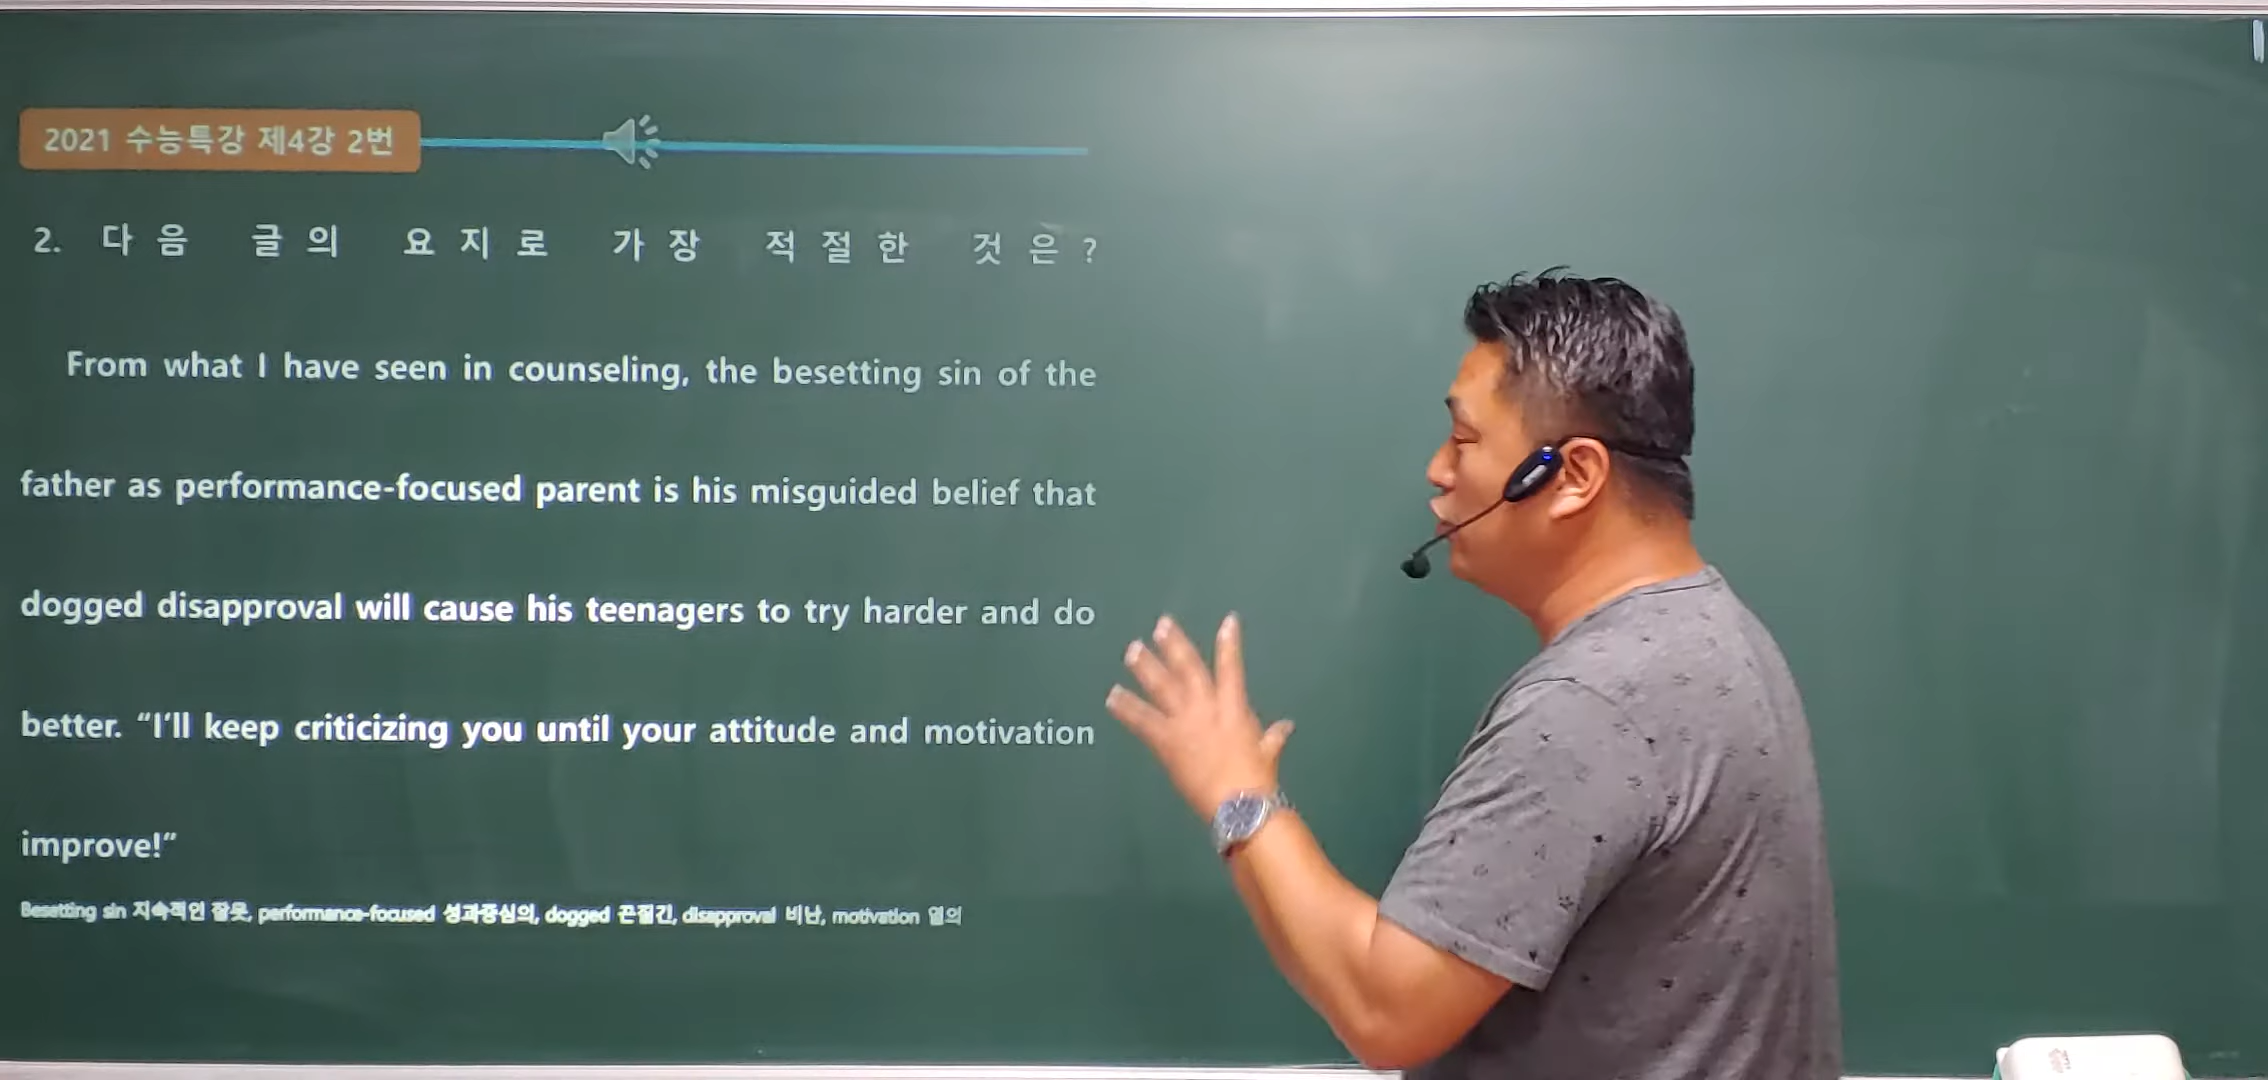 2021 수능특강 제4강 2번
2. 다음 글의 요지로 가장 적절한 것은?
From what I have seen in counseling, the besetting sin of the
father as performance-focused parent is his misguided belief that
dogged disapproval will cause his teenagers to try harder and do
better. “I’ll keep criticizing you until your attitude and motivation
improve!”
Besetting sin 지속적인 잘못, performance-focused 성과중심의, dogged 끈질긴, disapproval 비난, motivation 열의